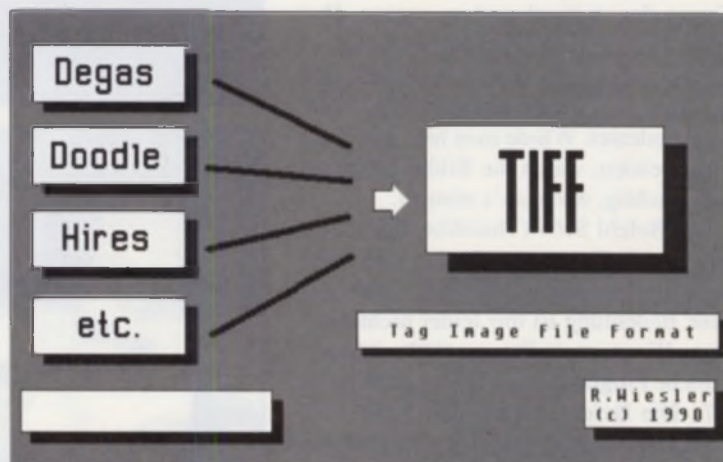 Degas
Doodle
Hires
etc.
TIFF
Tag Image File Format
R.Wiesler
(c) 1990